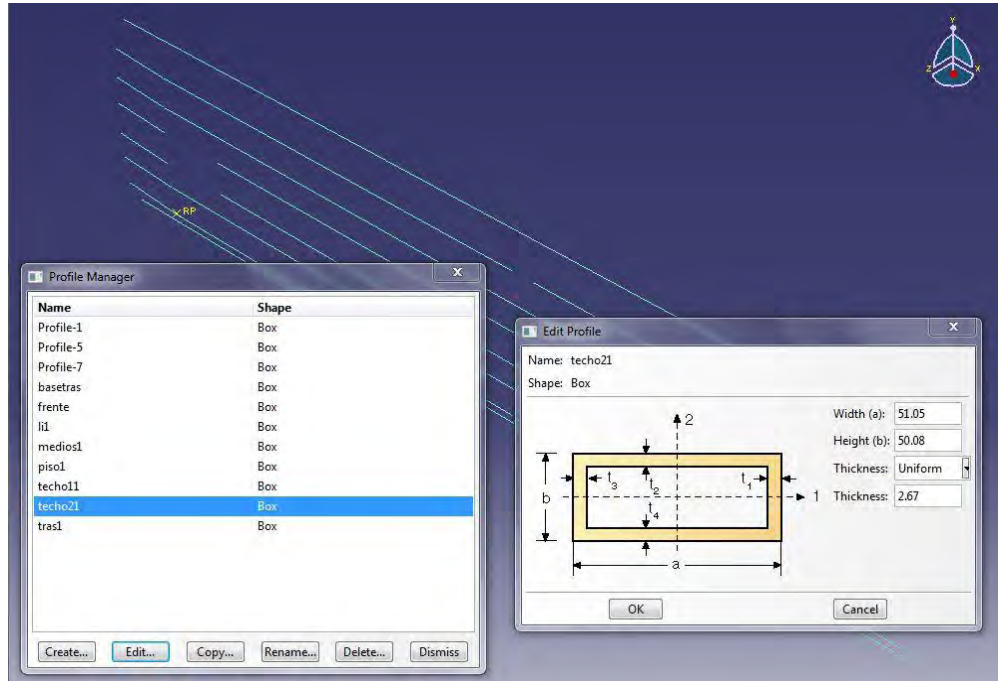 Y
Z X
RP
Profile Manager
X
Name Shape
Profile-1 Box
Profile-5 Box
Profile-7 Box
basetras Box
frente Box
li1 Box
medios1 Box
piso1 Box
techo11 Box
techo21 Box
tras1 Box
Create... Edit... Copy... Rename... Delete... Dismiss
Edit Profile
X
Name: techo21
Shape: Box
Width (a): 51.05
Height (b): 50.08
Thickness: Uniform
Thickness: 2.67
2
t3 t2 t1
b 1
t4
a
OK Cancel